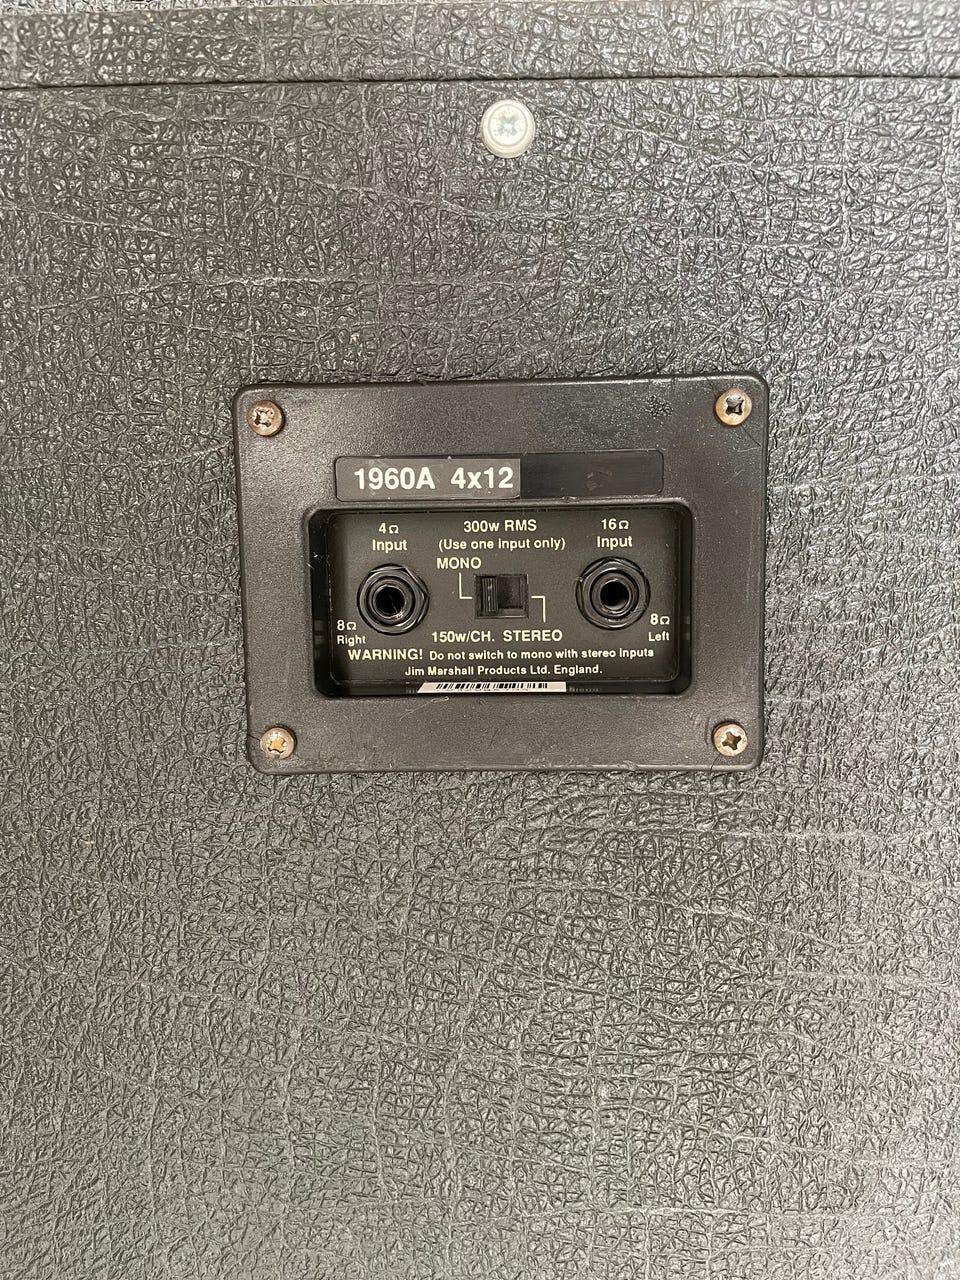 1960A 4x12
4Ω 300w RMS 16Ω
Input (Use one input only) Input
MONO
8Ω 8Ω
Right 150w/CH. STEREO Left
WARNING! Do not switch to mono with stereo inputs
Jim Marshall Products Ltd. England.